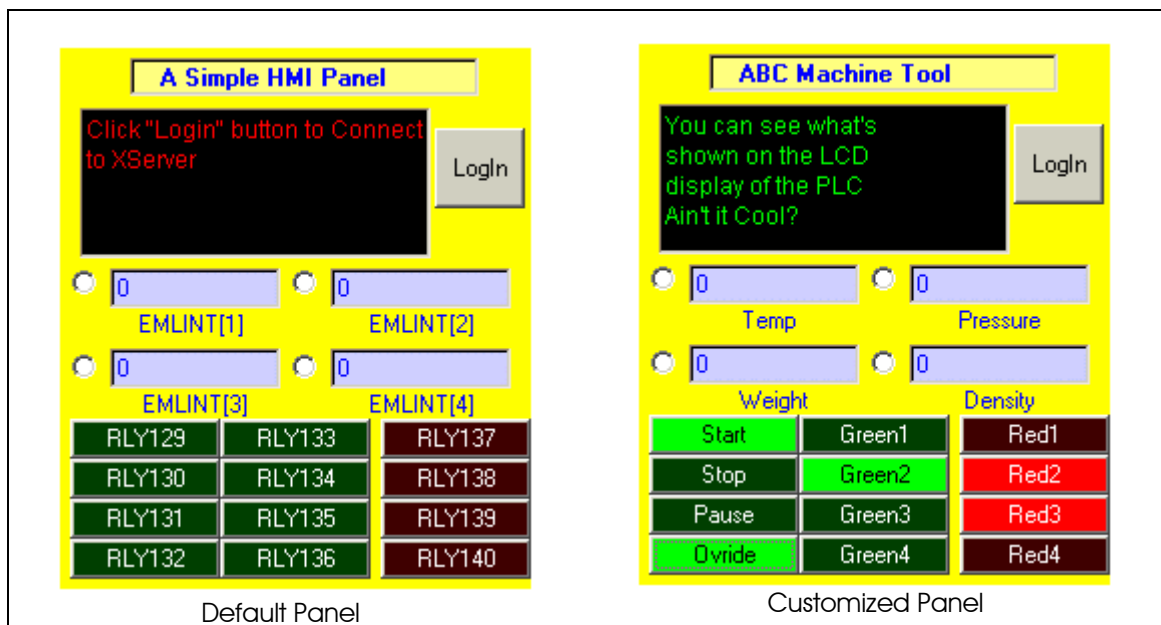 A Simple HMI Panel
Click "Login" button to Connect
to XServer
LogIn
0
0
EMLINT[1]
EMLINT[2]
0
0
EMLINT[3]
EMLINT[4]
RLY129
RLY133
RLY137
RLY130
RLY134
RLY138
RLY131
RLY135
RLY139
RLY132
RLY136
RLY140
Default Panel
ABC Machine Tool
You can see what's
shown on the LCD
display of the PLC
Ain't it Cool?
LogIn
0
0
Temp
Pressure
0
0
Weight
Density
Start
Green1
Red1
Stop
Green2
Red2
Pause
Green3
Red3
Ovride
Green4
Red4
Customized Panel